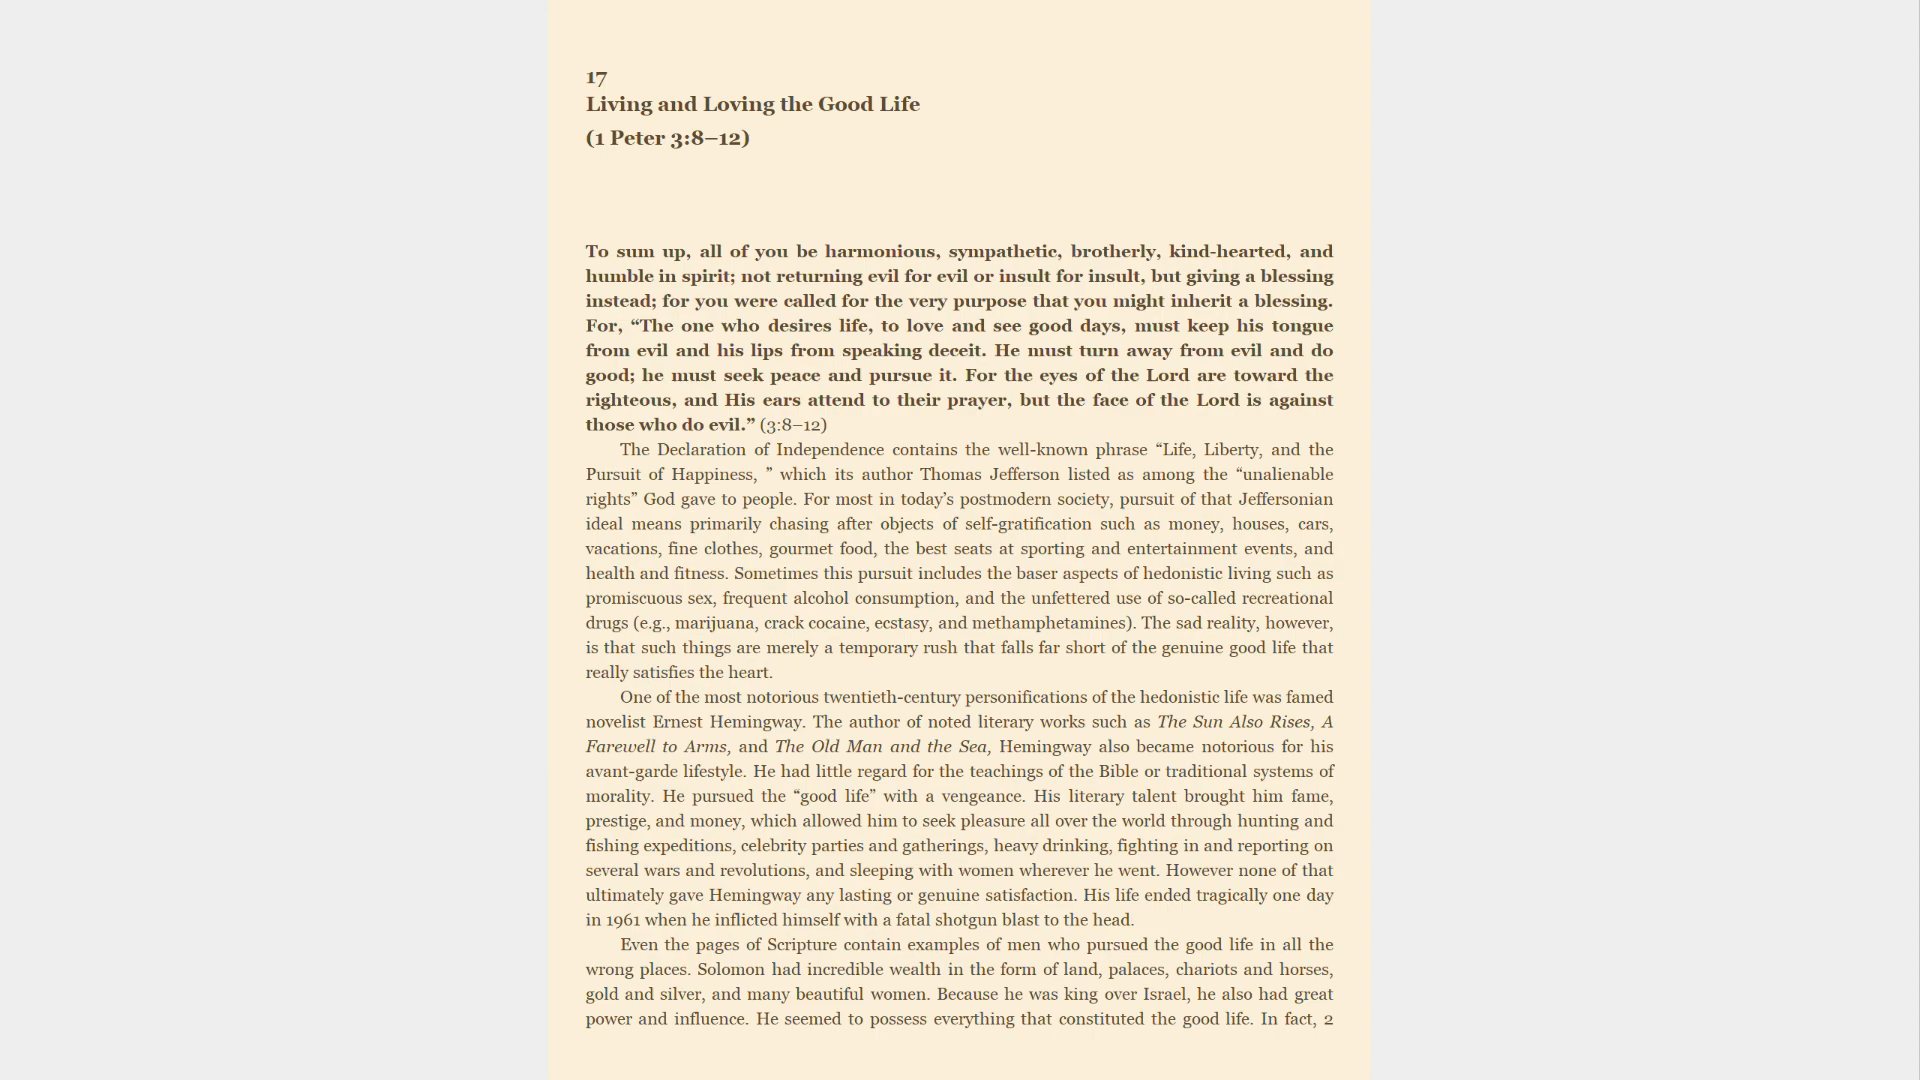 17
Living and Loving the Good Life
(1 Peter 3:8–12)
To sum up, all of you be harmonious, sympathetic, brotherly, kind-hearted, and
humble in spirit; not returning evil for evil or insult for insult, but giving a blessing
instead; for you were called for the very purpose that you might inherit a blessing.
For, “The one who desires life, to love and see good days, must keep his tongue
from evil and his lips from speaking deceit. He must turn away from evil and do
good; he must seek peace and pursue it. For the eyes of the Lord are toward the
righteous, and His ears attend to their prayer, but the face of the Lord is against
those who do evil.” (3:8–12)
The Declaration of Independence contains the well-known phrase “Life, Liberty, and the
Pursuit of Happiness, ” which its author Thomas Jefferson listed as among the “unalienable
rights” God gave to people. For most in today’s postmodern society, pursuit of that Jeffersonian
ideal means primarily chasing after objects of self-gratification such as money, houses, cars,
vacations, fine clothes, gourmet food, the best seats at sporting and entertainment events, and
health and fitness. Sometimes this pursuit includes the baser aspects of hedonistic living such as
promiscuous sex, frequent alcohol consumption, and the unfettered use of so-called recreational
drugs (e.g., marijuana, crack cocaine, ecstasy, and methamphetamines). The sad reality, however,
is that such things are merely a temporary rush that falls far short of the genuine good life that
really satisfies the heart.
One of the most notorious twentieth-century personifications of the hedonistic life was famed
novelist Ernest Hemingway. The author of noted literary works such as The Sun Also Rises, A
Farewell to Arms, and The Old Man and the Sea, Hemingway also became notorious for his
avant-garde lifestyle. He had little regard for the teachings of the Bible or traditional systems of
morality. He pursued the “good life” with a vengeance. His literary talent brought him fame,
prestige, and money, which allowed him to seek pleasure all over the world through hunting and
fishing expeditions, celebrity parties and gatherings, heavy drinking, fighting in and reporting on
several wars and revolutions, and sleeping with women wherever he went. However none of that
ultimately gave Hemingway any lasting or genuine satisfaction. His life ended tragically one day
in 1961 when he inflicted himself with a fatal shotgun blast to the head.
Even the pages of Scripture contain examples of men who pursued the good life in all the
wrong places. Solomon had incredible wealth in the form of land, palaces, chariots and horses,
gold and silver, and many beautiful women. Because he was king over Israel, he also had great
power and influence. He seemed to possess everything that constituted the good life. In fact, 2